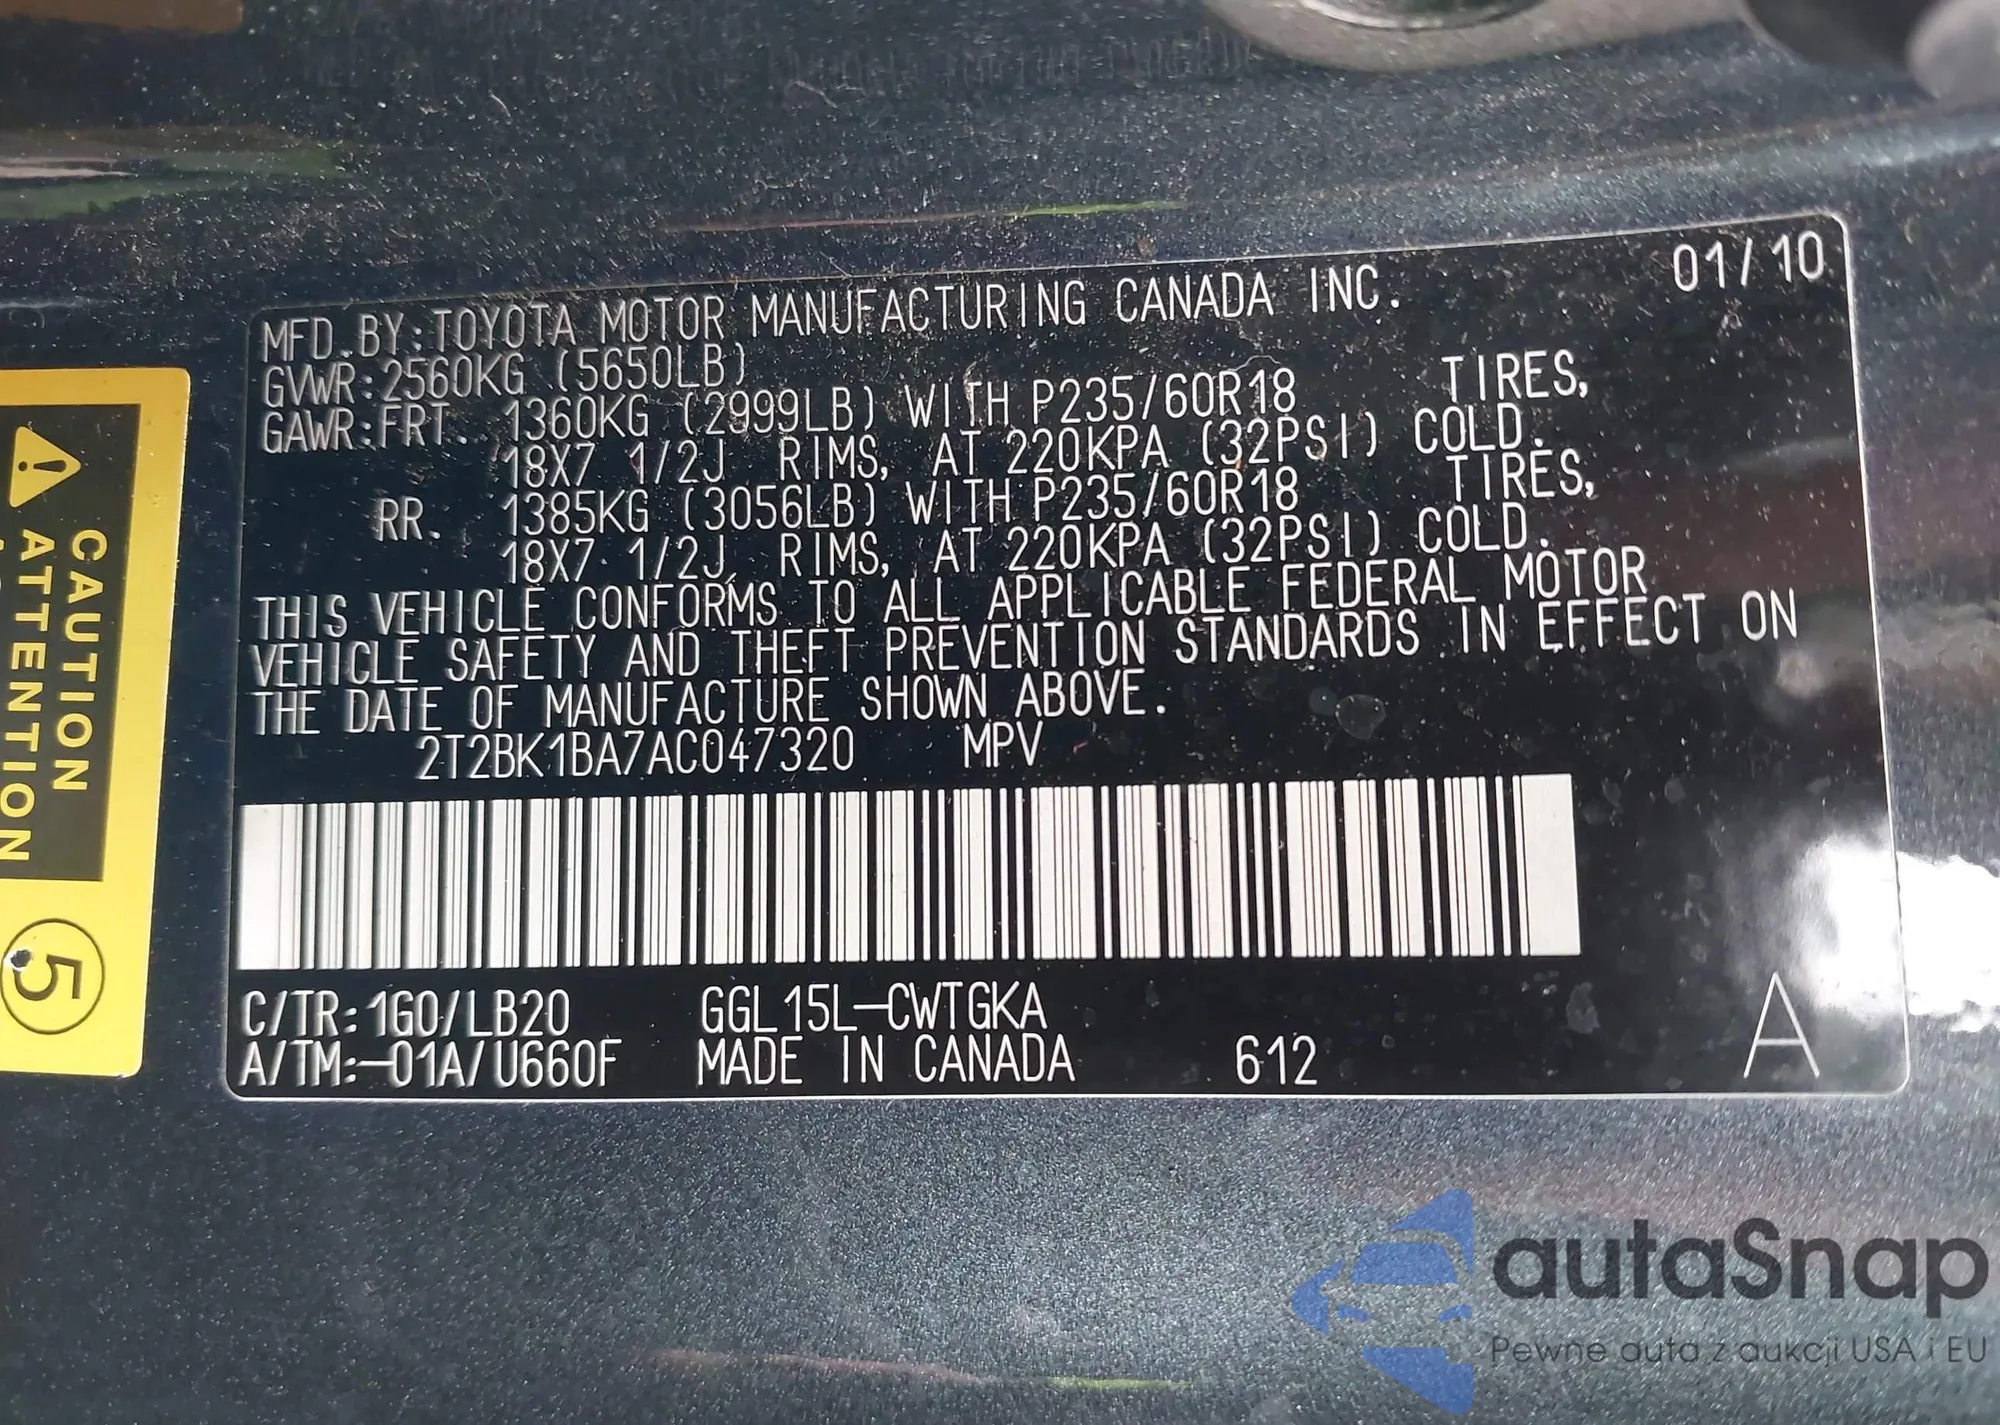 MFD.BY:TOYOTA MOTOR MANUFACTURING CANADA INC. 01/10
GVWR:2560KG (5650LB)
GAWR:FRT. 1360KG (2999LB) WITH P235/60R18 TIRES,
18X7 1/2J RIMS, AT 220KPA (32PSI) COLD.
RR. 1385KG (3056LB) WITH P235/60R18 TIRES,
18X7 1/2J RIMS, AT 220KPA (32PSI) COLD.
THIS VEHICLE CONFORMS TO ALL APPLICABLE FEDERAL MOTOR
VEHICLE SAFETY AND THEFT PREVENTION STANDARDS IN EFFECT ON
THE DATE OF MANUFACTURE SHOWN ABOVE.
2T2BK1BA7AC047320 MPV
C/TR:1G0/LB20 GGL15L-CWTGKA
A/TM:-01A/U660F MADE IN CANADA 612 A
CAUTION
ATTENTION
5
autaSnap
Pewne auta z aukcji USA i EU